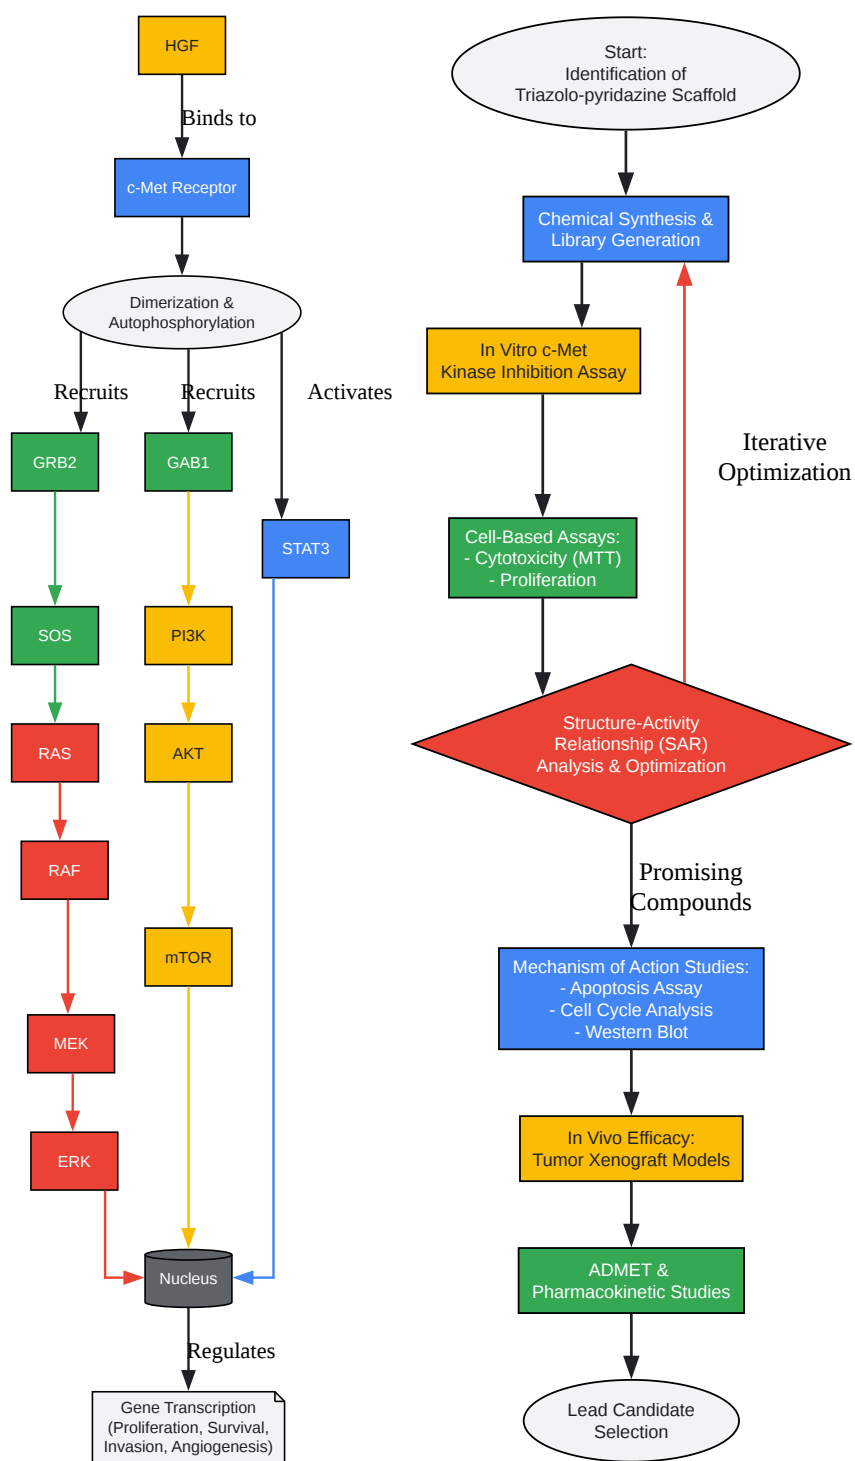 HGF
Binds to
c-Met Receptor
Dimerization &
Autophosphorylation
Recruits
Recruits
Activates
GRB2
GAB1
STAT3
SOS
PI3K
RAS
AKT
RAF
mTOR
MEK
ERK
Nucleus
Regulates
Gene Transcription
(Proliferation, Survival,
Invasion, Angiogenesis)
Start:
Identification of
Triazolo-pyridazine Scaffold
Chemical Synthesis &
Library Generation
In Vitro c-Met
Kinase Inhibition Assay
Iterative
Optimization
Cell-Based Assays:
- Cytotoxicity (MTT)
- Proliferation
Structure-Activity
Relationship (SAR)
Analysis & Optimization
Promising
Compounds
Mechanism of Action Studies:
- Apoptosis Assay
- Cell Cycle Analysis
- Western Blot
In Vivo Efficacy:
Tumor Xenograft Models
ADMET &
Pharmacokinetic Studies
Lead Candidate
Selection